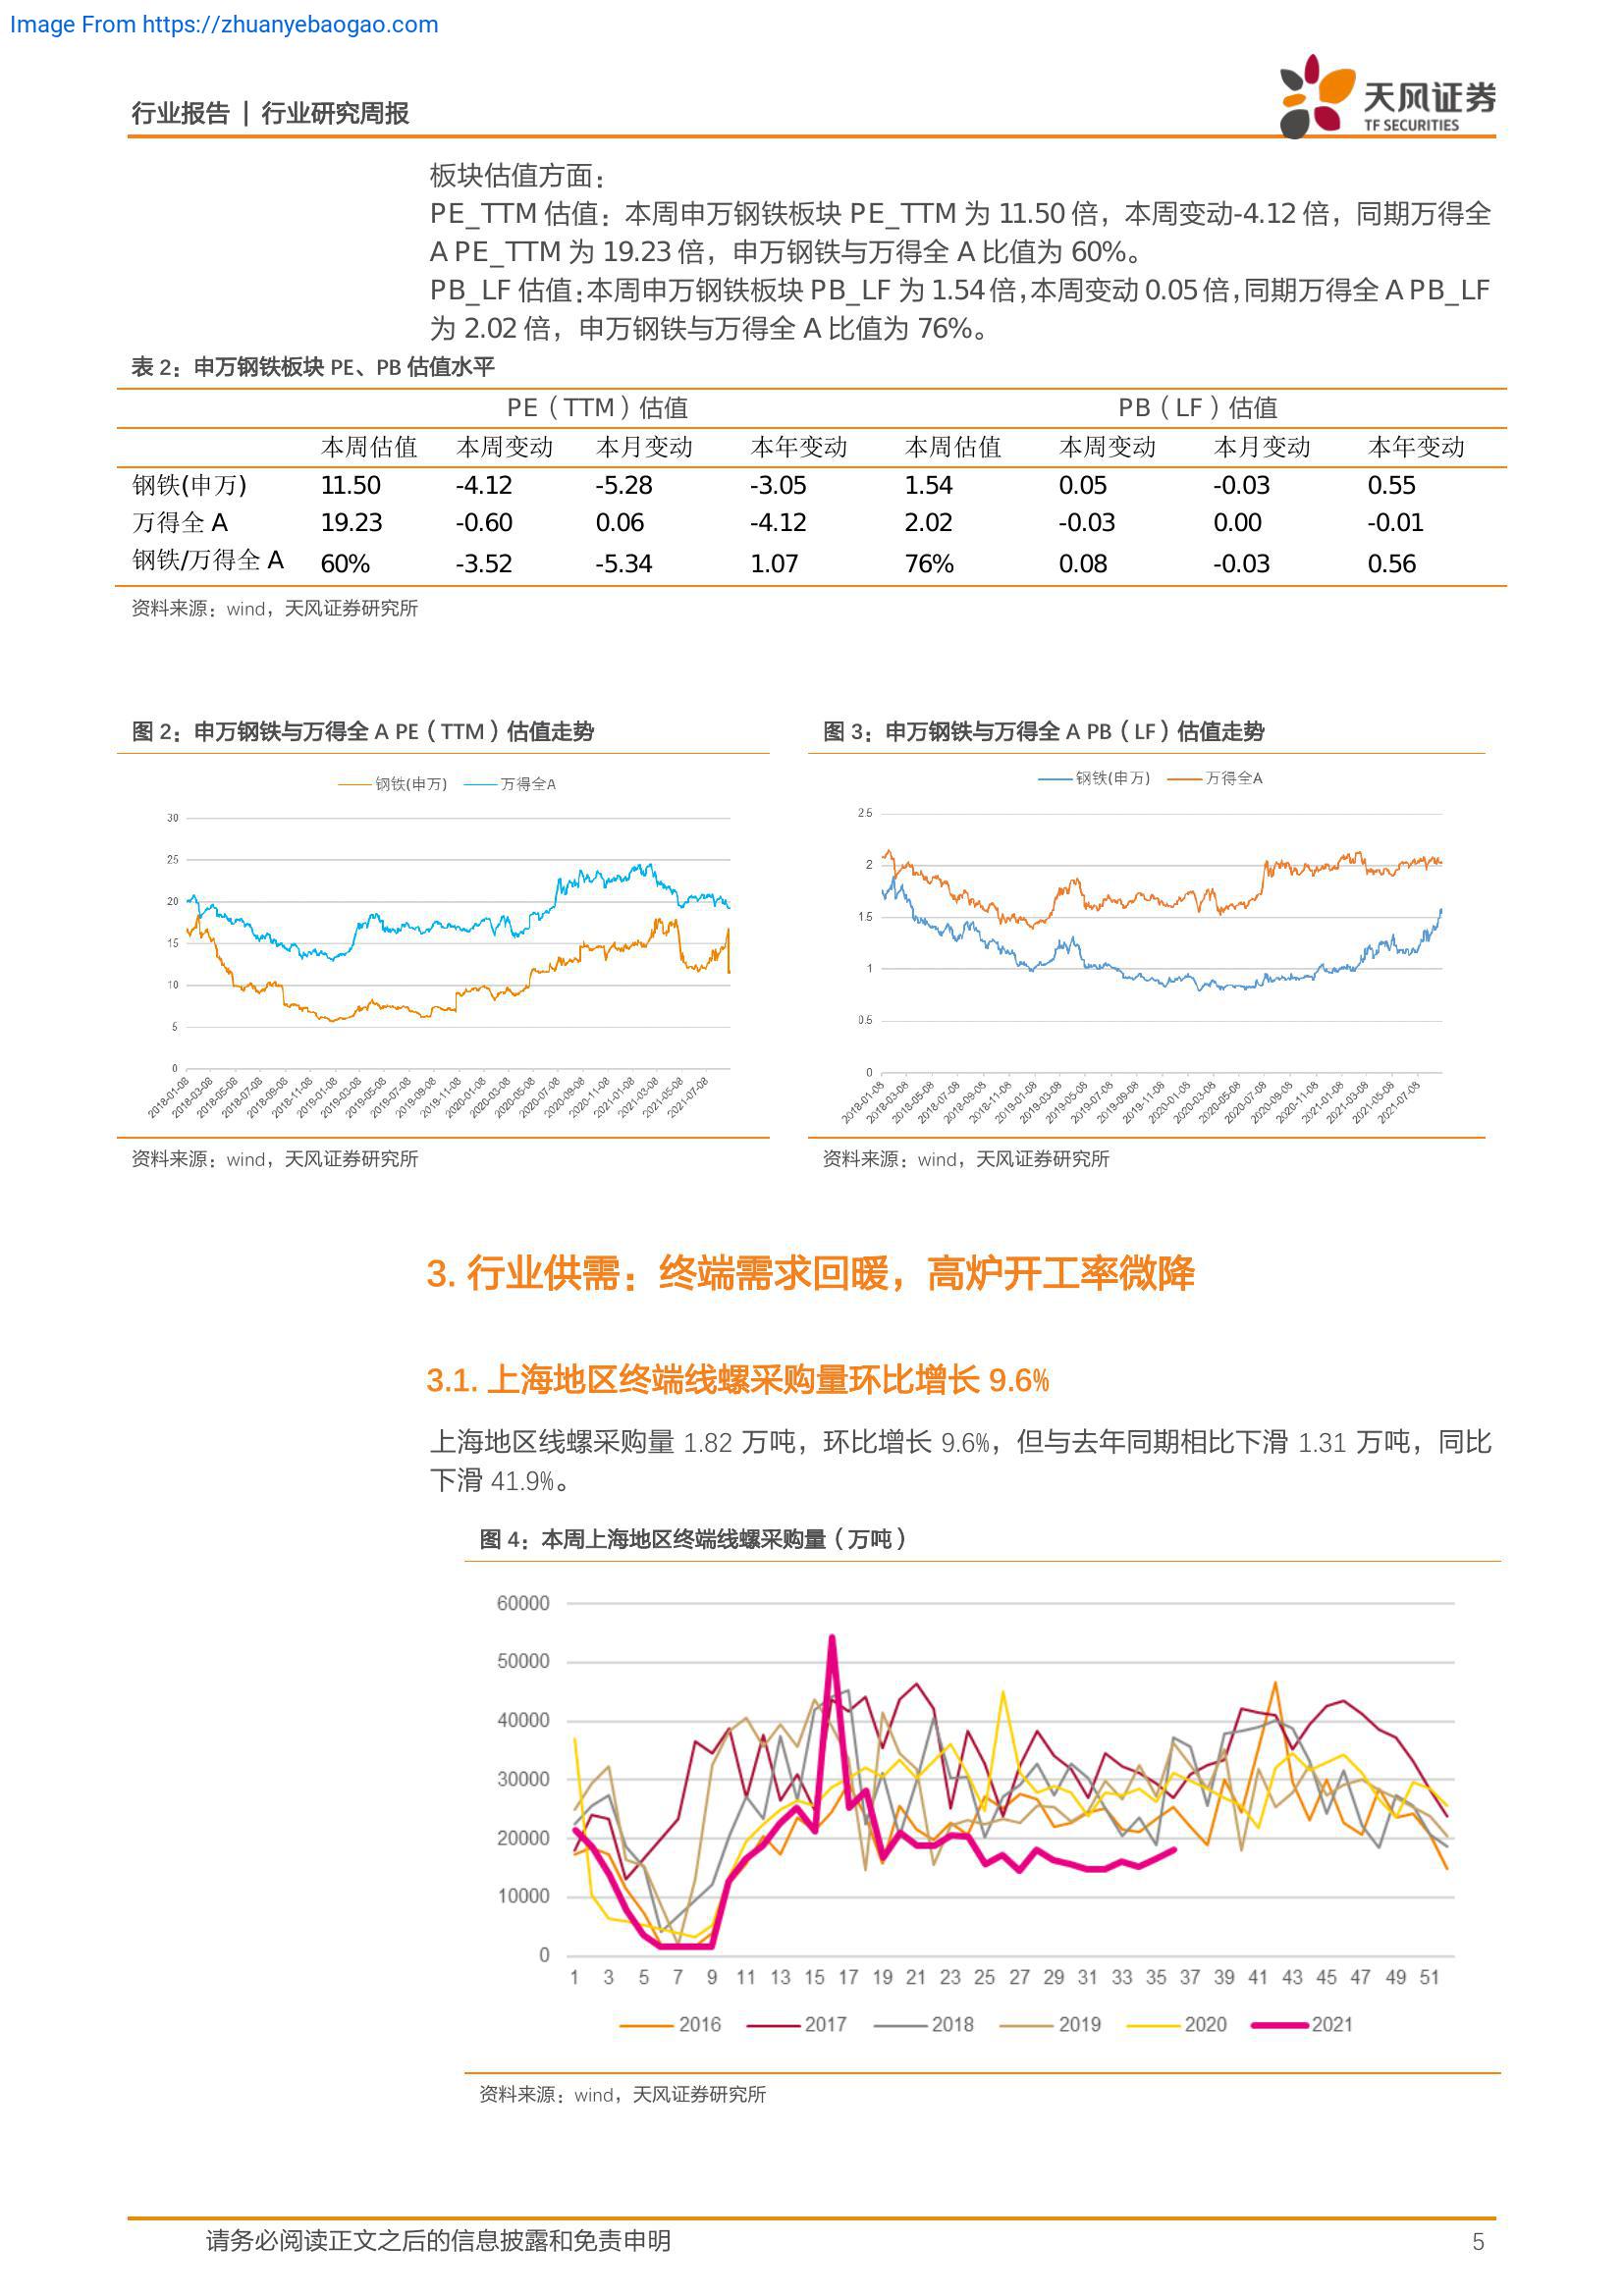 Image From https://zhuanyebaogao.com
行业报告 | 行业研究周报
天风证券
TF SECURITIES
板块估值方面：
PE_TTM 估值：本周申万钢铁板块 PE_TTM 为 11.50 倍，本周变动-4.12 倍，同期万得全
A PE_TTM 为 19.23 倍，申万钢铁与万得全 A 比值为 60%。
PB_LF 估值：本周申万钢铁板块 PB_LF 为 1.54 倍，本周变动 0.05 倍，同期万得全 A PB_LF
为 2.02 倍，申万钢铁与万得全 A 比值为 76%。
表 2：申万钢铁板块 PE、PB 估值水平
PE（TTM）估值 PB（LF）估值
本周估值 本周变动 本月变动 本年变动 本周估值 本周变动 本月变动 本年变动
钢铁(申万) 11.50 -4.12 -5.28 -3.05 1.54 0.05 -0.03 0.55
万得全 A 19.23 -0.60 0.06 -4.12 2.02 -0.03 0.00 -0.01
钢铁/万得全 A 60% -3.52 -5.34 1.07 76% 0.08 -0.03 0.56
资料来源：wind，天风证券研究所
图 2：申万钢铁与万得全 A PE（TTM）估值走势
钢铁(申万) 万得全A
30
25
20
15
10
5
0
2018-01-08 2018-03-08 2018-05-08 2018-07-08 2018-09-08 2018-11-08 2019-01-08 2019-03-08 2019-05-08 2019-07-08 2019-09-08 2019-11-08 2020-01-08 2020-03-08 2020-05-08 2020-07-08 2020-09-08 2020-11-08 2021-01-08 2021-03-08 2021-05-08 2021-07-08
资料来源：wind，天风证券研究所
图 3：申万钢铁与万得全 A PB（LF）估值走势
钢铁(申万) 万得全A
2.5
2
1.5
1
0.5
0
2018-01-08 2018-03-08 2018-05-08 2018-07-08 2018-09-08 2018-11-08 2019-01-08 2019-03-08 2019-05-08 2019-07-08 2019-09-08 2019-11-08 2020-01-08 2020-03-08 2020-05-08 2020-07-08 2020-09-08 2020-11-08 2021-01-08 2021-03-08 2021-05-08 2021-07-08
资料来源：wind，天风证券研究所
3. 行业供需：终端需求回暖，高炉开工率微降
3.1. 上海地区终端线螺采购量环比增长 9.6%
上海地区线螺采购量 1.82 万吨，环比增长 9.6%，但与去年同期相比下滑 1.31 万吨，同比
下滑 41.9%。
图 4：本周上海地区终端线螺采购量（万吨）
60000
50000
40000
30000
20000
10000
0
1 3 5 7 9 11 13 15 17 19 21 23 25 27 29 31 33 35 37 39 41 43 45 47 49 51
2016 2017 2018 2019 2020 2021
资料来源：wind，天风证券研究所
请务必阅读正文之后的信息披露和免责申明 5